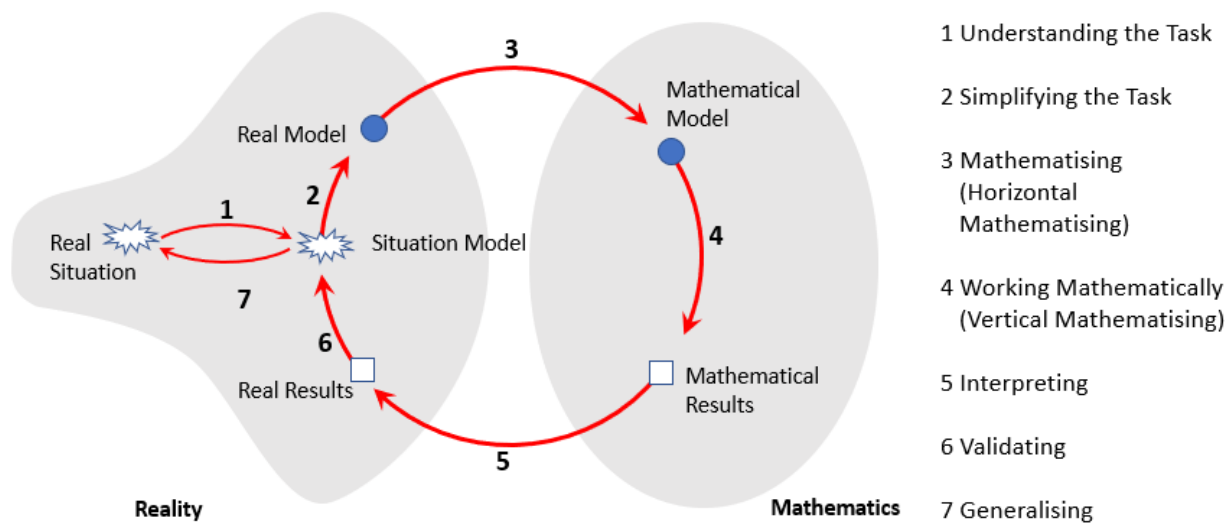 3
Mathematical
Model
Real Model
2
1
Real
Situation
Situation Model
4
7
6
Real Results
Mathematical
Results
5
Reality
Mathematics
1 Understanding the Task
2 Simplifying the Task
3 Mathematising
(Horizontal
Mathematising)
4 Working Mathematically
(Vertical Mathematising)
5 Interpreting
6 Validating
7 Generalising